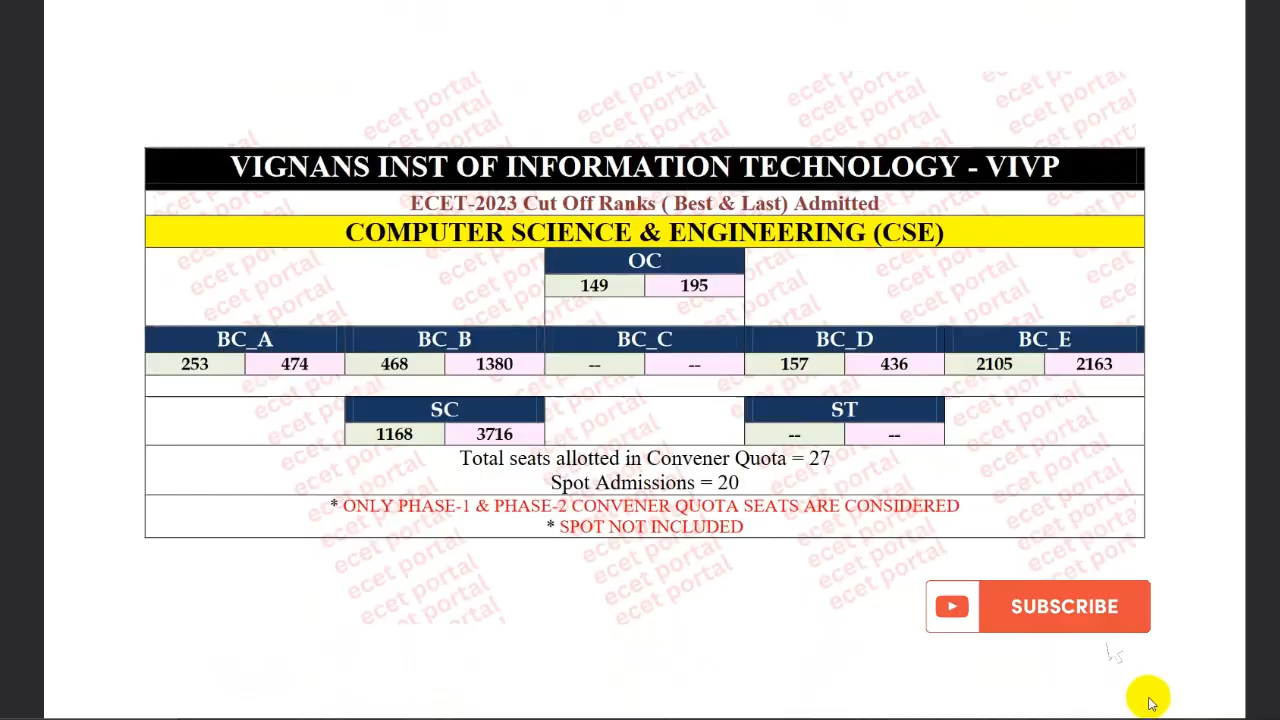 VIGNANS INST OF INFORMATION TECHNOLOGY - VIVP
ECET-2023 Cut Off Ranks ( Best & Last) Admitted
COMPUTER SCIENCE & ENGINEERING (CSE)
OC
149 195
BC_A BC_B BC_C BC_D BC_E
253 474 468 1380 -- -- 157 436 2105 2163
SC ST
1168 3716 -- --
Total seats allotted in Convener Quota = 27
Spot Admissions = 20
* ONLY PHASE-1 & PHASE-2 CONVENER QUOTA SEATS ARE CONSIDERED
* SPOT NOT INCLUDED
SUBSCRIBE
ecet portal